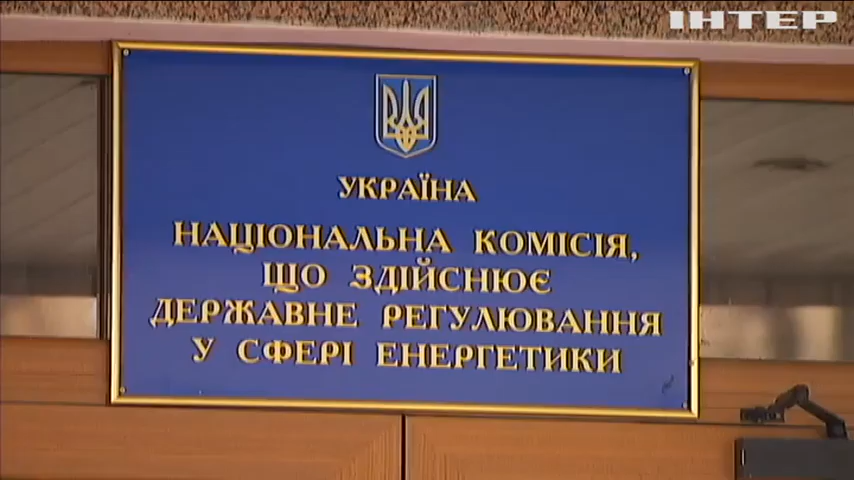 ІНТЕР
УКРАЇНА
НАЦІОНАЛЬНА КОМІСІЯ,
ЩО ЗДІЙСНЮЄ
ДЕРЖАВНЕ РЕГУЛЮВАННЯ
У СФЕРІ ЕНЕРГЕТИКИ